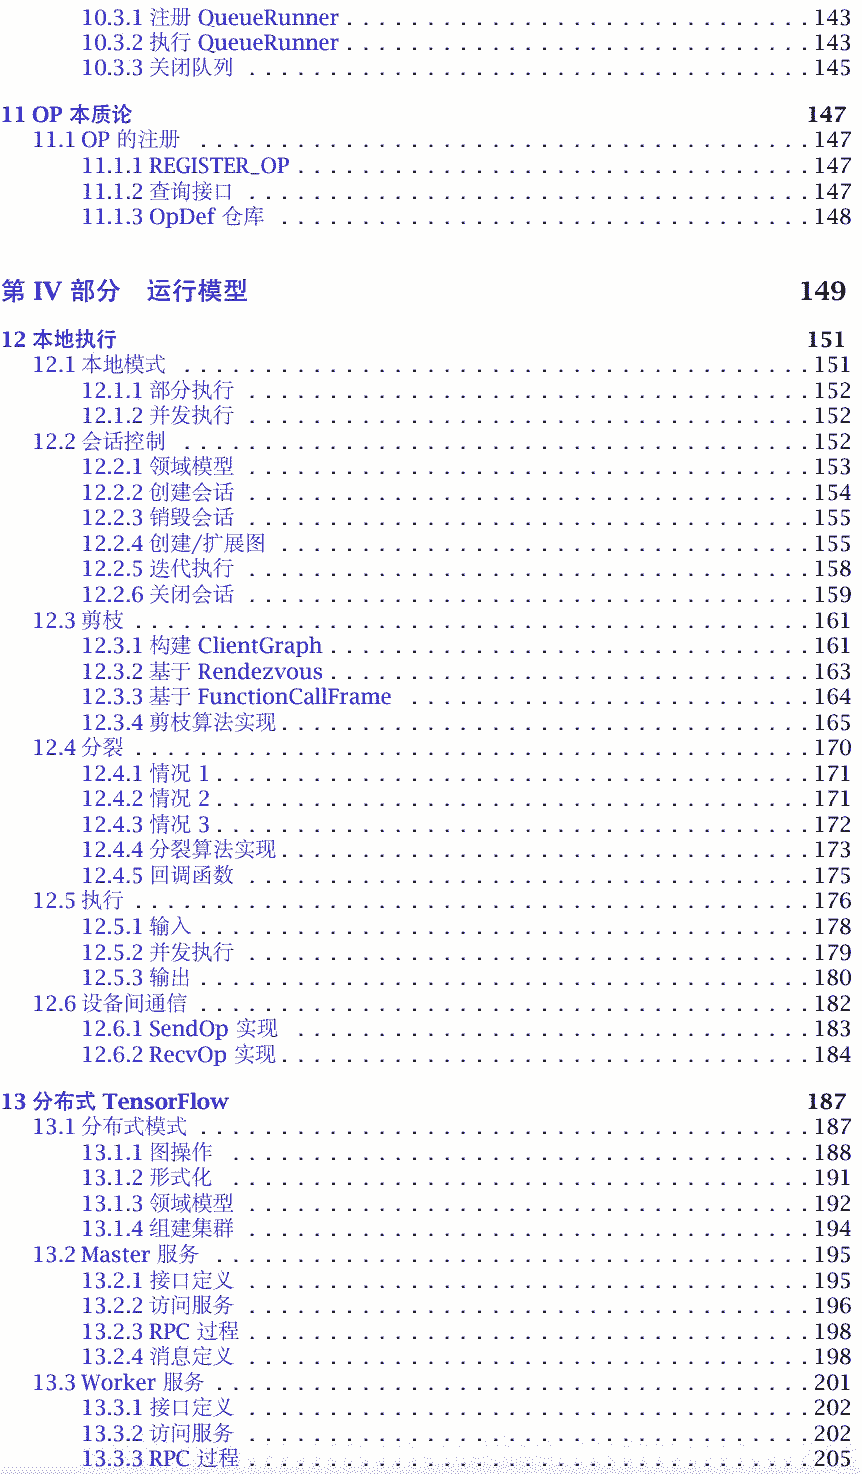 10.3.1 注册 QueueRunner . . . . . . . . . . . . . . . . . . . . . . . . . . . . . 143
10.3.2 执行 QueueRunner . . . . . . . . . . . . . . . . . . . . . . . . . . . . . 143
10.3.3 关闭队列 . . . . . . . . . . . . . . . . . . . . . . . . . . . . . . . . . . . 145
11 OP 本质论 147
11.1 OP 的注册 . . . . . . . . . . . . . . . . . . . . . . . . . . . . . . . . . . . . . . 147
11.1.1 REGISTER_OP . . . . . . . . . . . . . . . . . . . . . . . . . . . . . . . . 147
11.1.2 查询接口 . . . . . . . . . . . . . . . . . . . . . . . . . . . . . . . . . . . 147
11.1.3 OpDef 仓库 . . . . . . . . . . . . . . . . . . . . . . . . . . . . . . . . . 148
第 IV 部分 运行模型 149
12 本地执行 151
12.1 本地模式 . . . . . . . . . . . . . . . . . . . . . . . . . . . . . . . . . . . . . . . 151
12.1.1 部分执行 . . . . . . . . . . . . . . . . . . . . . . . . . . . . . . . . . . . 152
12.1.2 并发执行 . . . . . . . . . . . . . . . . . . . . . . . . . . . . . . . . . . . 152
12.2 会话控制 . . . . . . . . . . . . . . . . . . . . . . . . . . . . . . . . . . . . . . . 152
12.2.1 领域模型 . . . . . . . . . . . . . . . . . . . . . . . . . . . . . . . . . . . 153
12.2.2 创建会话 . . . . . . . . . . . . . . . . . . . . . . . . . . . . . . . . . . . 154
12.2.3 销毁会话 . . . . . . . . . . . . . . . . . . . . . . . . . . . . . . . . . . . 155
12.2.4 创建/扩展图 . . . . . . . . . . . . . . . . . . . . . . . . . . . . . . . . . 155
12.2.5 迭代执行 . . . . . . . . . . . . . . . . . . . . . . . . . . . . . . . . . . . 158
12.2.6 关闭会话 . . . . . . . . . . . . . . . . . . . . . . . . . . . . . . . . . . . 159
12.3 剪枝 . . . . . . . . . . . . . . . . . . . . . . . . . . . . . . . . . . . . . . . . . . 161
12.3.1 构建 ClientGraph . . . . . . . . . . . . . . . . . . . . . . . . . . . . . . 161
12.3.2 基于 Rendezvous . . . . . . . . . . . . . . . . . . . . . . . . . . . . . . 163
12.3.3 基于 FunctionCallFrame . . . . . . . . . . . . . . . . . . . . . . . . . 164
12.3.4 剪枝算法实现 . . . . . . . . . . . . . . . . . . . . . . . . . . . . . . . . . 165
12.4 分裂 . . . . . . . . . . . . . . . . . . . . . . . . . . . . . . . . . . . . . . . . . . 170
12.4.1 情况 1 . . . . . . . . . . . . . . . . . . . . . . . . . . . . . . . . . . . . . 171
12.4.2 情况 2 . . . . . . . . . . . . . . . . . . . . . . . . . . . . . . . . . . . . . 171
12.4.3 情况 3 . . . . . . . . . . . . . . . . . . . . . . . . . . . . . . . . . . . . . 172
12.4.4 分裂算法实现 . . . . . . . . . . . . . . . . . . . . . . . . . . . . . . . . . 173
12.4.5 回调函数 . . . . . . . . . . . . . . . . . . . . . . . . . . . . . . . . . . . 175
12.5 执行 . . . . . . . . . . . . . . . . . . . . . . . . . . . . . . . . . . . . . . . . . . 176
12.5.1 输入 . . . . . . . . . . . . . . . . . . . . . . . . . . . . . . . . . . . . . . 178
12.5.2 并发执行 . . . . . . . . . . . . . . . . . . . . . . . . . . . . . . . . . . . 179
12.5.3 输出 . . . . . . . . . . . . . . . . . . . . . . . . . . . . . . . . . . . . . . 180
12.6 设备间通信 . . . . . . . . . . . . . . . . . . . . . . . . . . . . . . . . . . . . . . 182
12.6.1 SendOp 实现 . . . . . . . . . . . . . . . . . . . . . . . . . . . . . . . . 183
12.6.2 RecvOp 实现 . . . . . . . . . . . . . . . . . . . . . . . . . . . . . . . . . 184
13 分布式 TensorFlow 187
13.1 分布式模式 . . . . . . . . . . . . . . . . . . . . . . . . . . . . . . . . . . . . . . 187
13.1.1 图操作 . . . . . . . . . . . . . . . . . . . . . . . . . . . . . . . . . . . . 188
13.1.2 形式化 . . . . . . . . . . . . . . . . . . . . . . . . . . . . . . . . . . . . 191
13.1.3 领域模型 . . . . . . . . . . . . . . . . . . . . . . . . . . . . . . . . . . . 192
13.1.4 组建集群 . . . . . . . . . . . . . . . . . . . . . . . . . . . . . . . . . . . 194
13.2 Master 服务 . . . . . . . . . . . . . . . . . . . . . . . . . . . . . . . . . . . . . 195
13.2.1 接口定义 . . . . . . . . . . . . . . . . . . . . . . . . . . . . . . . . . . . 195
13.2.2 访问服务 . . . . . . . . . . . . . . . . . . . . . . . . . . . . . . . . . . . 196
13.2.3 RPC 过程 . . . . . . . . . . . . . . . . . . . . . . . . . . . . . . . . . . . 198
13.2.4 消息定义 . . . . . . . . . . . . . . . . . . . . . . . . . . . . . . . . . . . 198
13.3 Worker 服务 . . . . . . . . . . . . . . . . . . . . . . . . . . . . . . . . . . . . . 201
13.3.1 接口定义 . . . . . . . . . . . . . . . . . . . . . . . . . . . . . . . . . . . 202
13.3.2 访问服务 . . . . . . . . . . . . . . . . . . . . . . . . . . . . . . . . . . . 202
13.3.3 RPC 过程 . . . . . . . . . . . . . . . . . . . . . . . . . . . . . . . . . . . 205